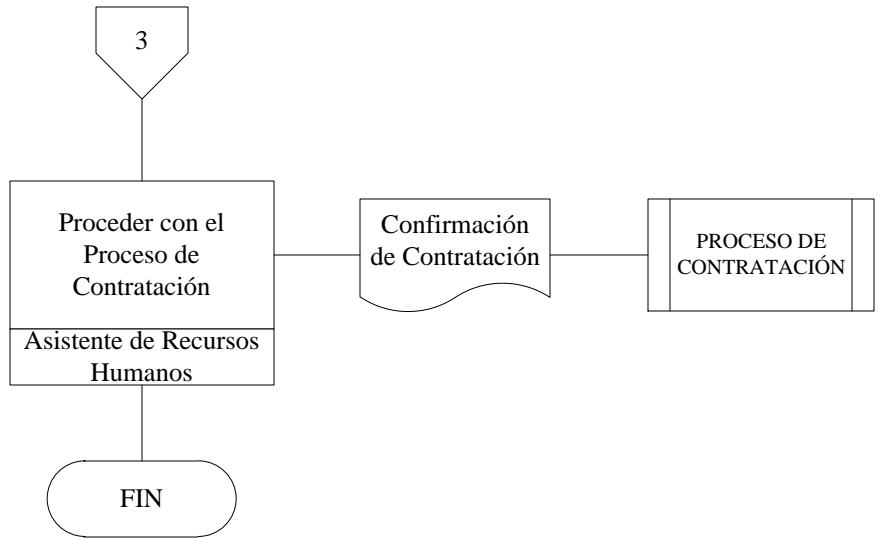 3
Proceder con el
Proceso de
Contratación
Asistente de Recursos
Humanos
Confirmación
de Contratación
PROCESO DE
CONTRATACIÓN
FIN